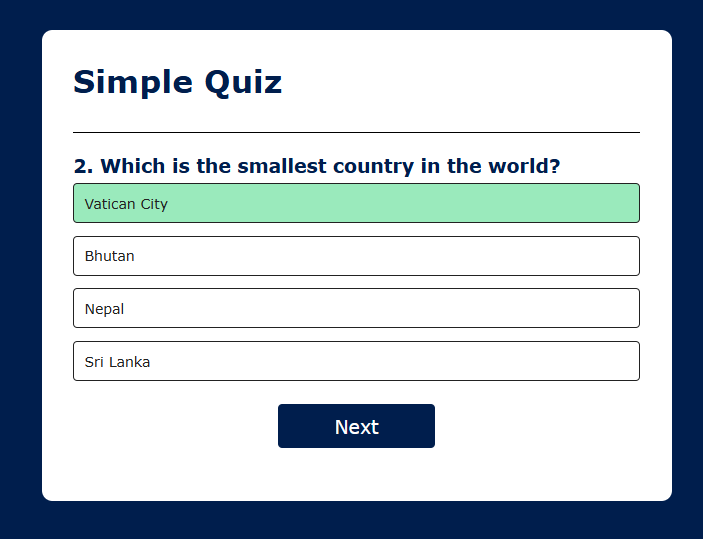 Simple Quiz
2. Which is the smallest country in the world?
Vatican City
Bhutan
Nepal
Sri Lanka
Next